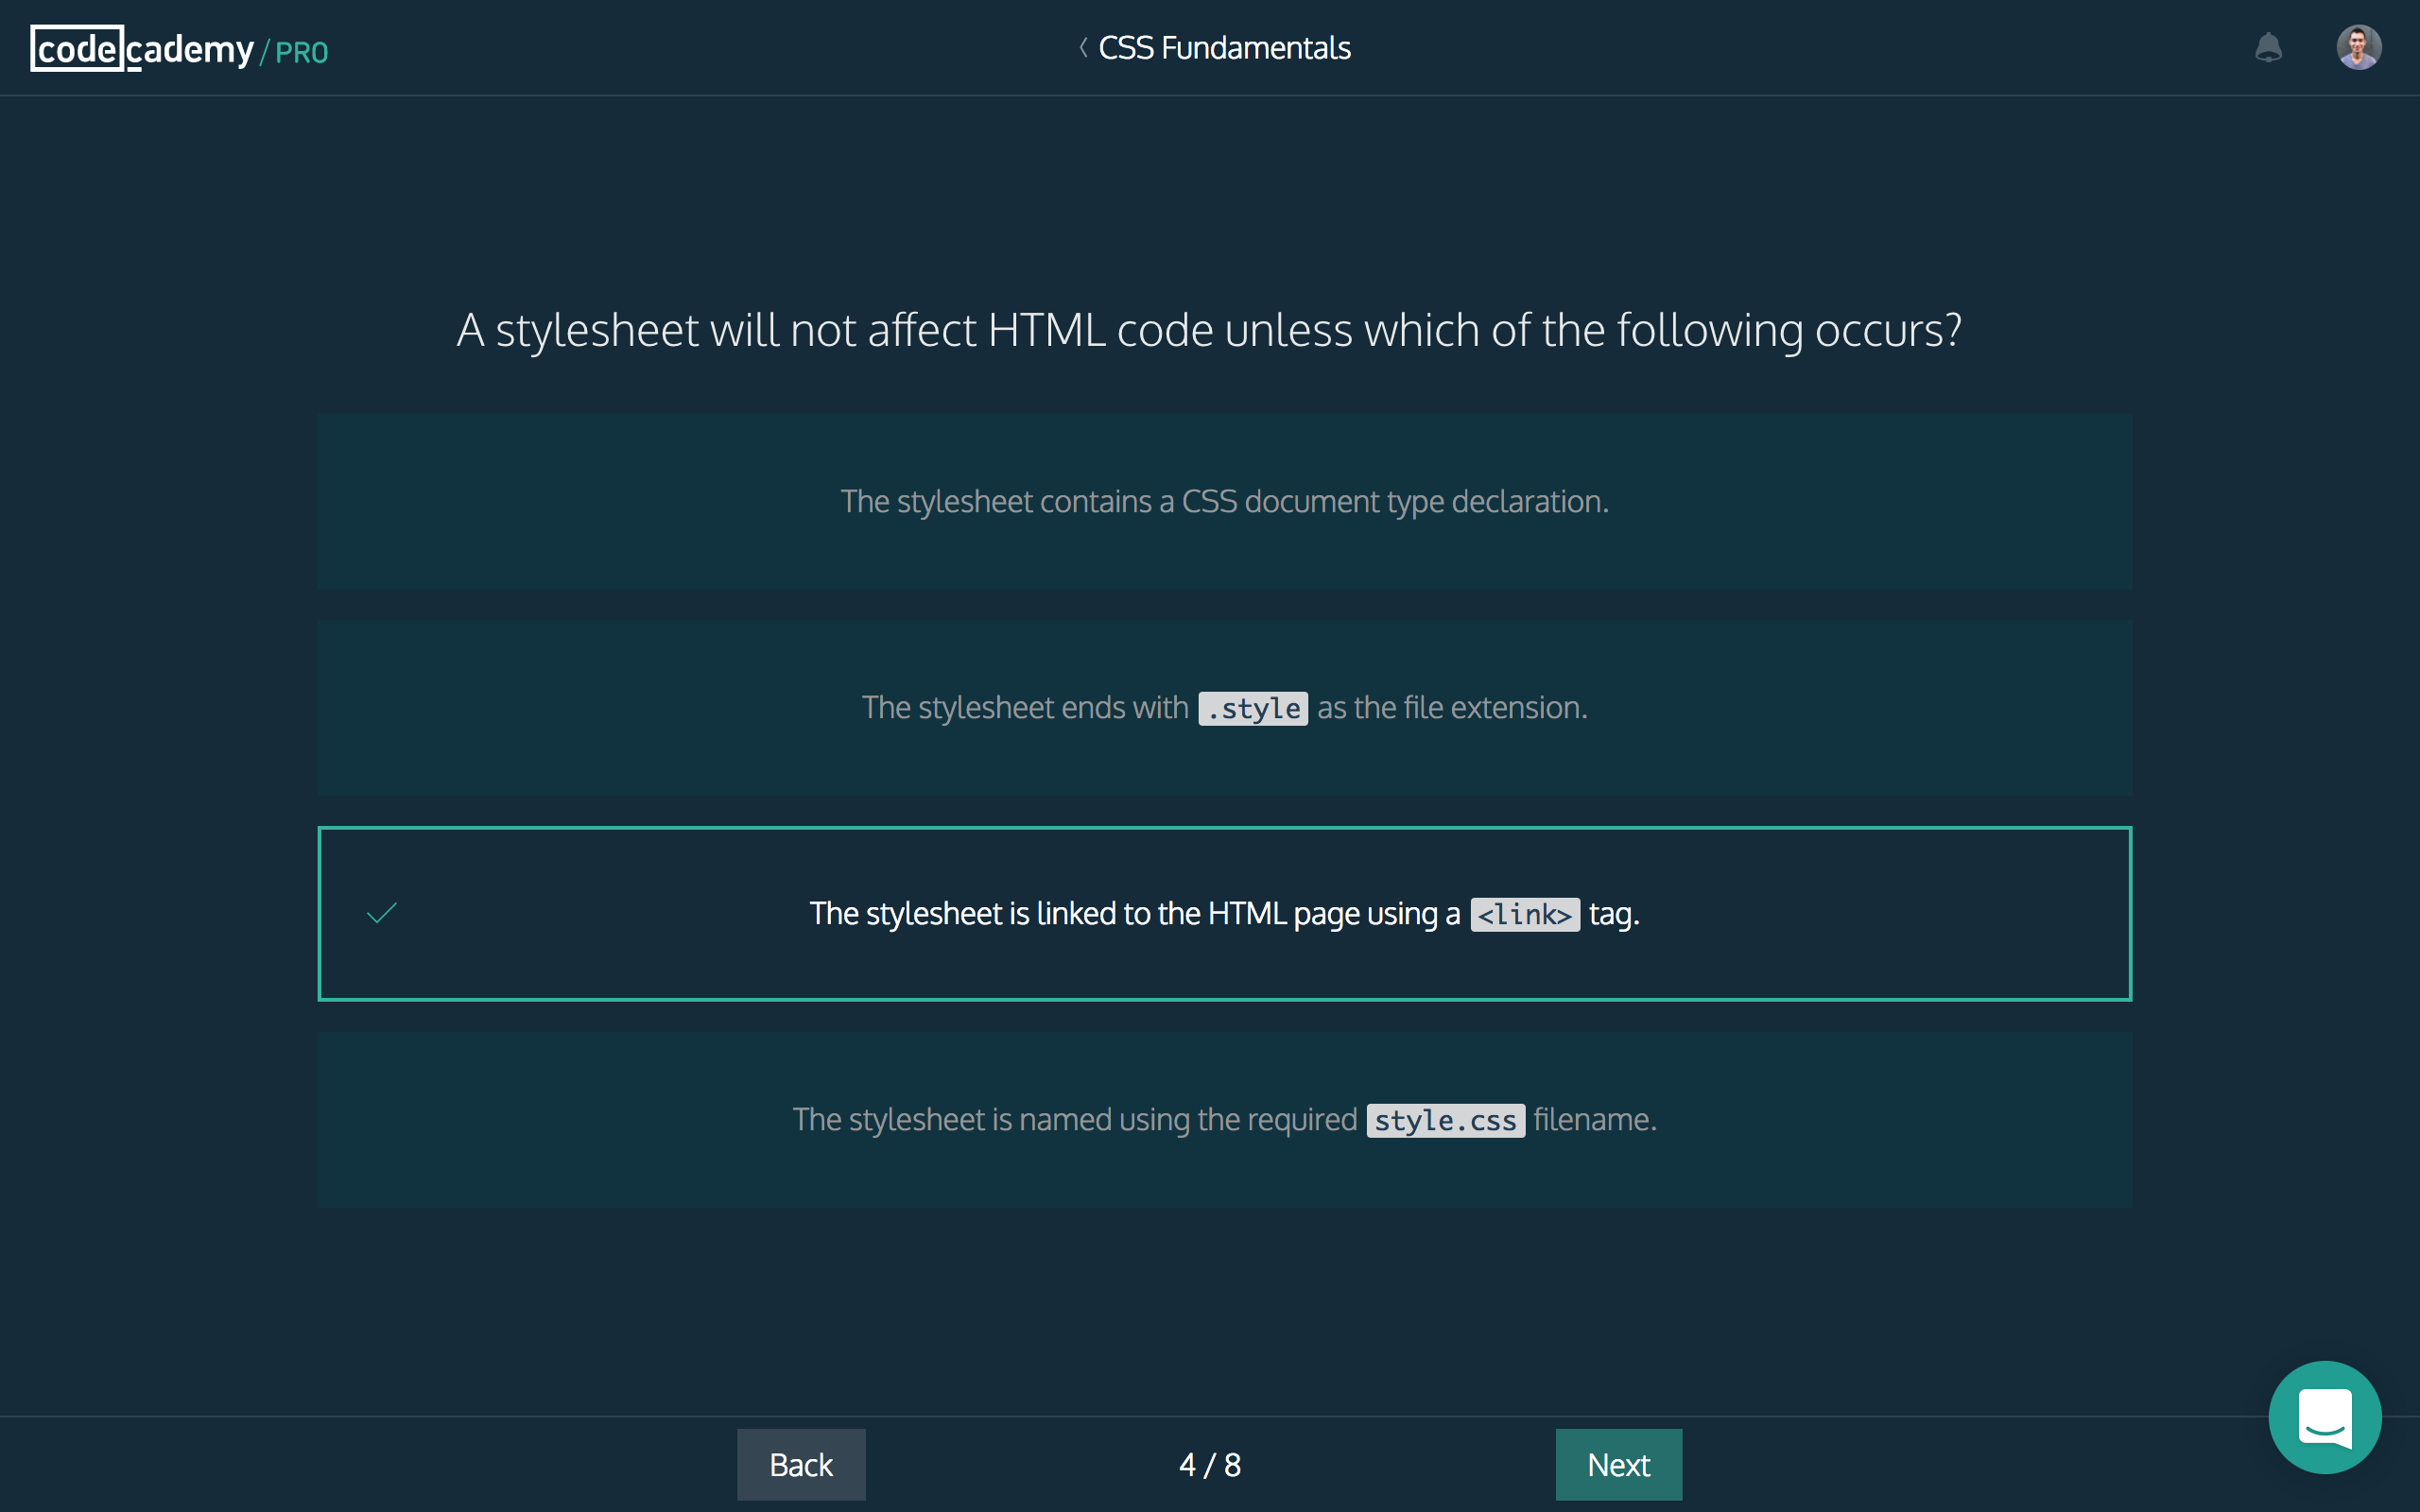 codecademy/PRO
CSS Fundamentals
A stylesheet will not affect HTML code unless which of the following occurs?
The stylesheet contains a CSS document type declaration.
The stylesheet ends with .style as the file extension.
The stylesheet is linked to the HTML page using a <link> tag.
The stylesheet is named using the required style.css filename.
Back
4 / 8
Next